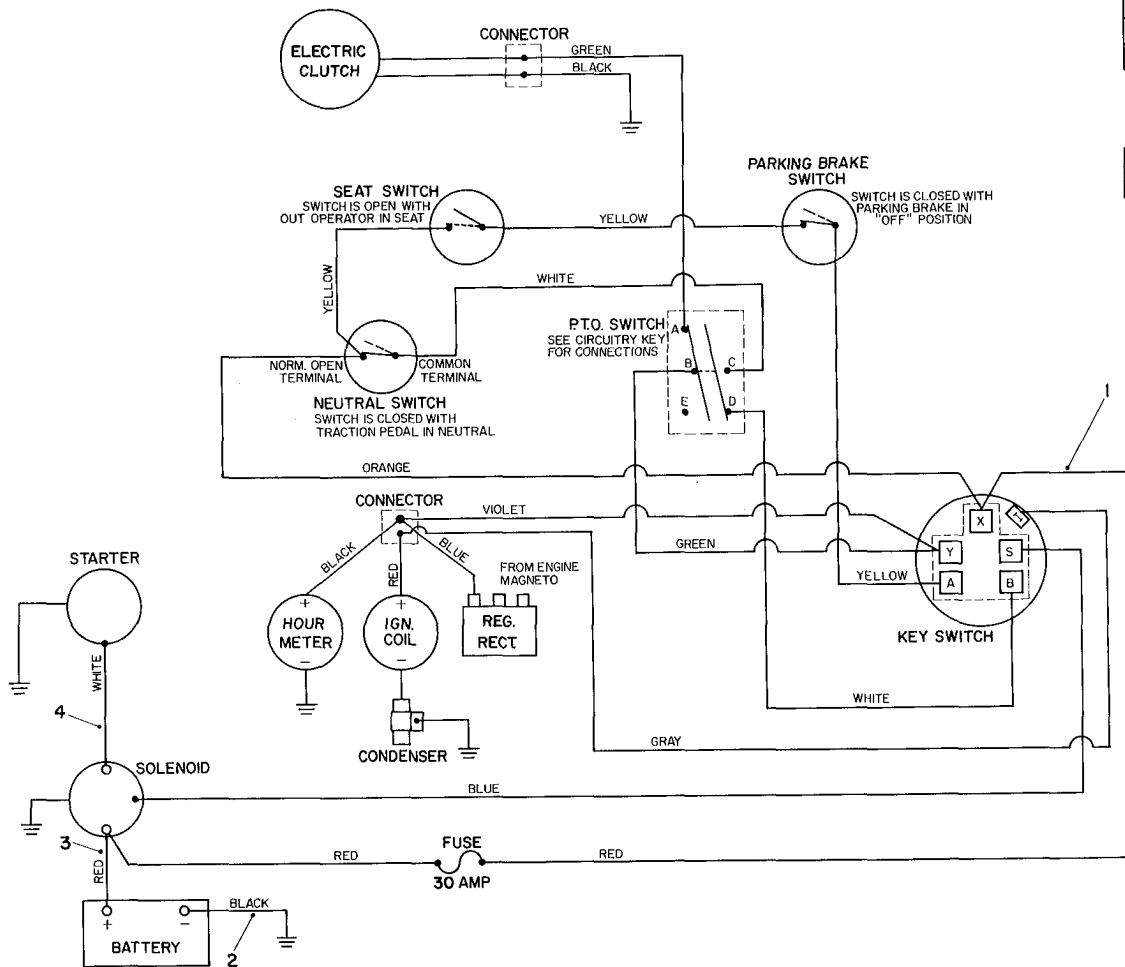 CONNECTOR
ELECTRIC
CLUTCH
GREEN
BLACK
PARKING BRAKE
SWITCH
SWITCH IS CLOSED WITH
PARKING BRAKE IN
"OFF" POSITION
SEAT SWITCH
SWITCH IS OPEN WITH
OUT OPERATOR IN SEAT
YELLOW
YELLOW
WHITE
P.T.O. SWITCH
SEE CIRCUITRY KEY
FOR CONNECTIONS
A
B
C
E
D
NORM. OPEN
TERMINAL
COMMON
TERMINAL
NEUTRAL SWITCH
SWITCH IS CLOSED WITH
TRACTION PEDAL IN NEUTRAL
1
ORANGE
CONNECTOR
VIOLET
X
I
GREEN
Y
S
YELLOW
A
B
KEY SWITCH
BLACK
RED
BLUE
FROM ENGINE
MAGNETO
STARTER
HOUR
METER
+
−
IGN.
COIL
+
−
REG.
RECT.
WHITE
WHITE
4
CONDENSER
GRAY
SOLENOID
BLUE
3
RED
RED
FUSE
30 AMP
RED
BLACK
+
−
BATTERY
2